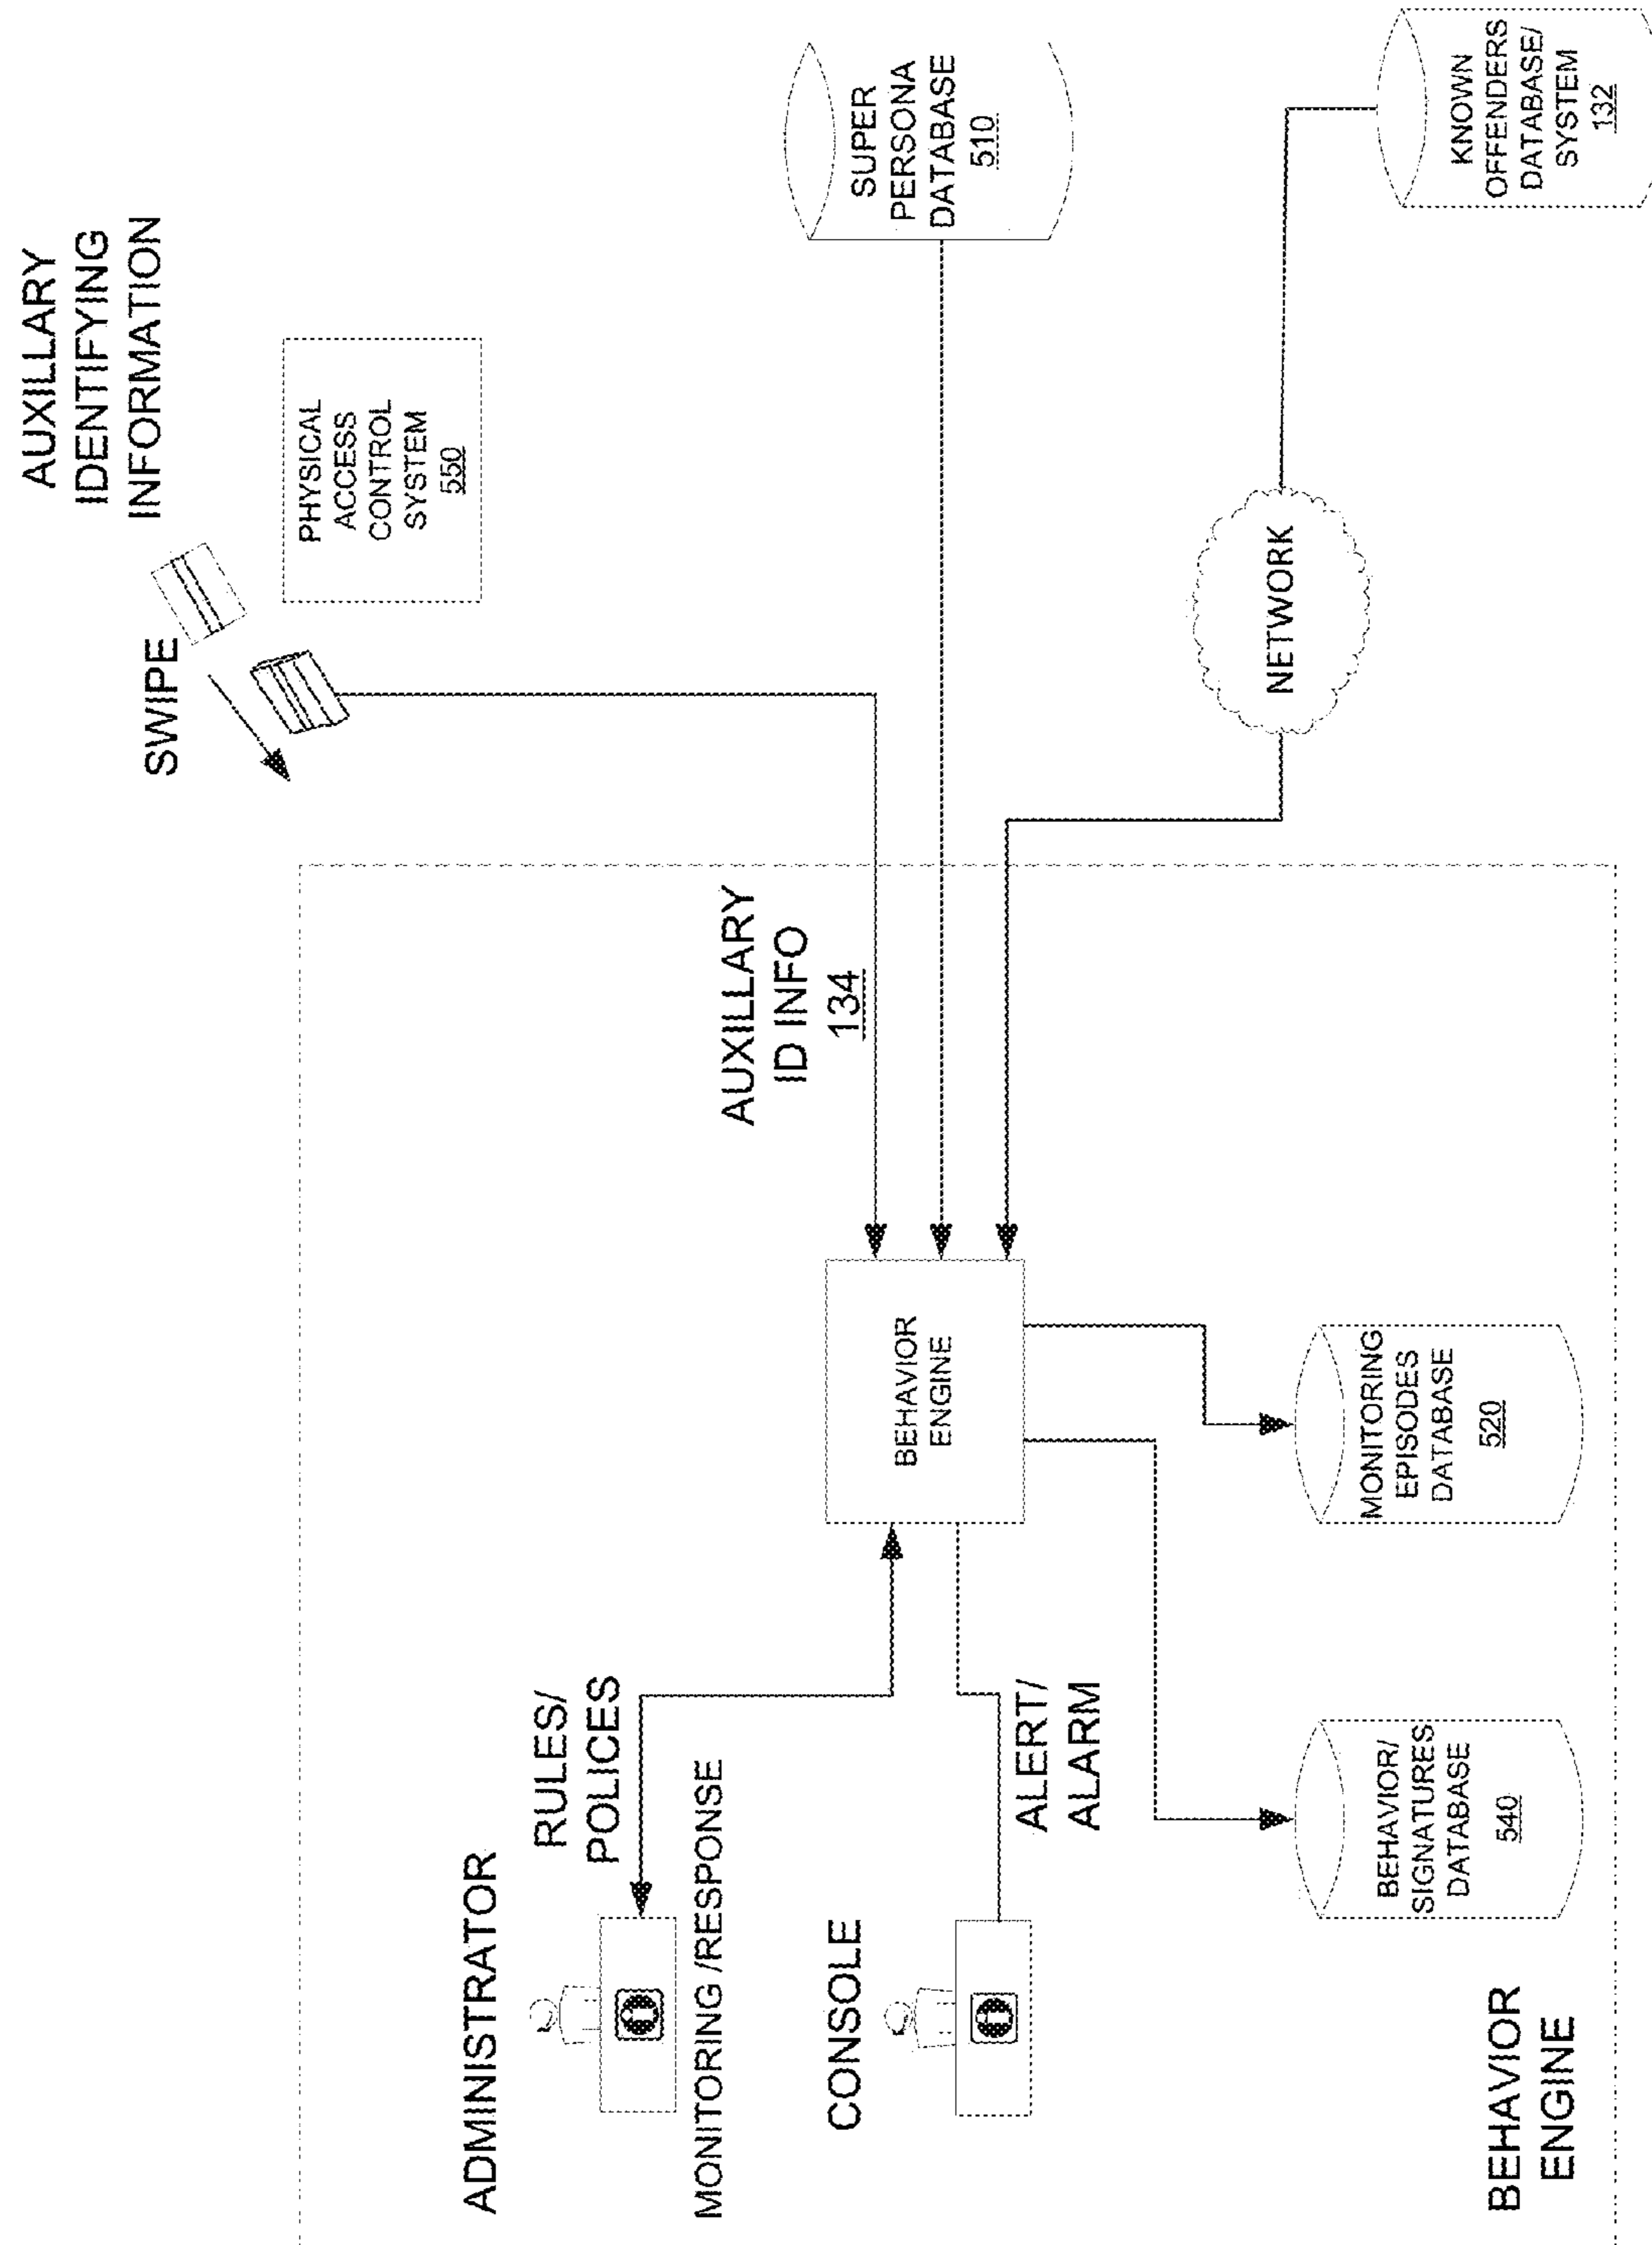 AUXILLARY
IDENTIFYING
INFORMATION
SWIPE
PHYSICAL
ACCESS
CONTROL
SYSTEM
550
SUPER
PERSONA
DATABASE
510
KNOWN
OFFENDERS
DATABASE/
SYSTEM
132
NETWORK
AUXILLARY
ID INFO
134
BEHAVIOR
ENGINE
ADMINISTRATOR
RULES/
POLICES
MONITORING /RESPONSE
CONSOLE
ALERT/
ALARM
MONITORING
EPISODES
DATABASE
520
BEHAVIOR/
SIGNATURES
DATABASE
540
BEHAVIOR
ENGINE